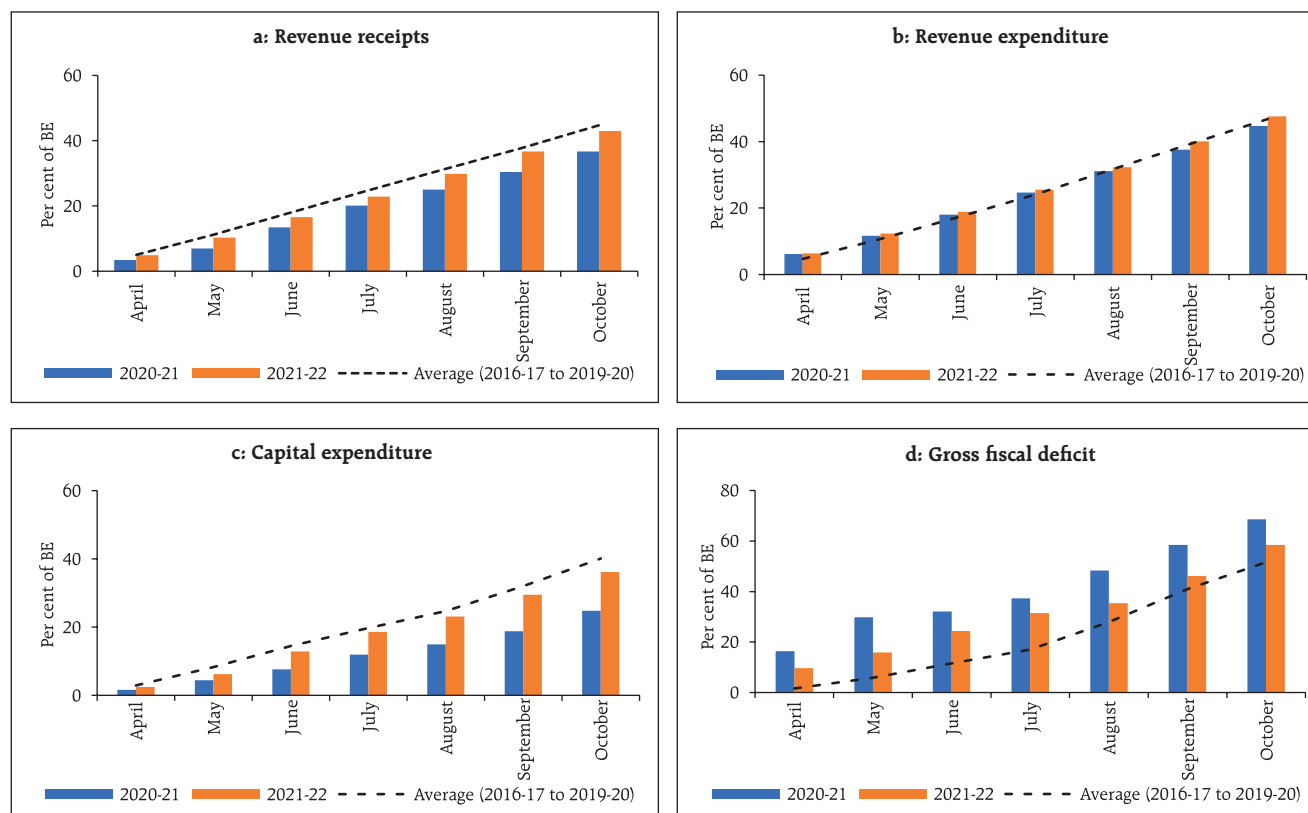 a: Revenue receipts
Per cent of BE
60
40
20
0
April
May
June
July
August
September
October
2020-21 2021-22 Average (2016-17 to 2019-20)
b: Revenue expenditure
Per cent of BE
60
40
20
0
April
May
June
July
August
September
October
2020-21 2021-22 Average (2016-17 to 2019-20)
c: Capital expenditure
Per cent of BE
60
40
20
0
April
May
June
July
August
September
October
2020-21 2021-22 Average (2016-17 to 2019-20)
d: Gross fiscal deficit
Per cent of BE
80
60
40
20
0
April
May
June
July
August
September
October
2020-21 2021-22 Average (2016-17 to 2019-20)